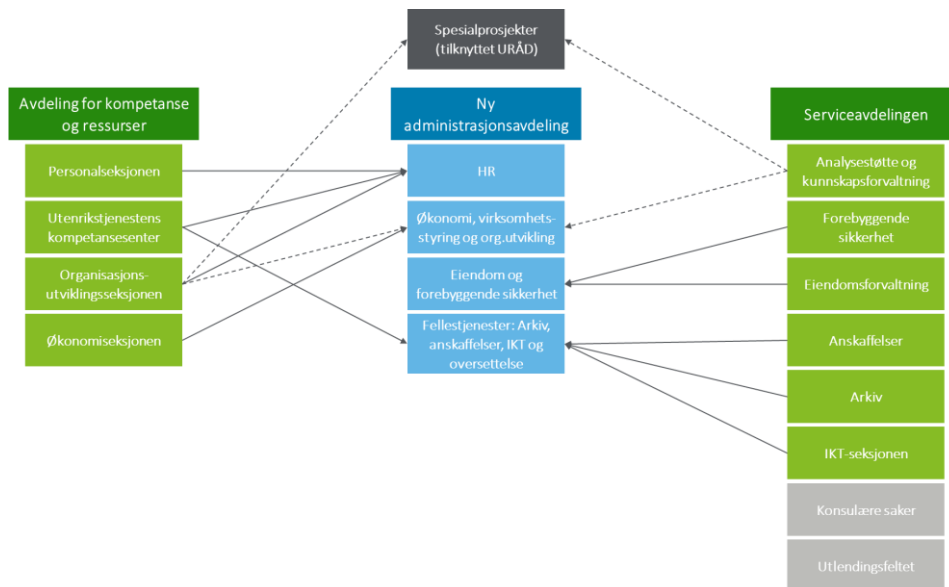 Spesialprosjekter
(tilknyttet URÅD)
Avdeling for kompetanse
og ressurser
Personalseksjonen
Utenrikstjenestens
kompetansesenter
Organisasjons-
utviklingsseksjonen
Økonomiseksjonen
Ny
administrasjonsavdeling
HR
Økonomi, virksomhets-
styring og org.utvikling
Eiendom og
forebyggende sikkerhet
Fellestjenester: Arkiv,
anskaffelser, IKT og
oversettelse
Serviceavdelingen
Analysestøtte og
kunnskapsforvaltning
Forebyggende
sikkerhet
Eiendomsforvaltning
Anskaffelser
Arkiv
IKT-seksjonen
Konsulære saker
Utlendingsfeltet